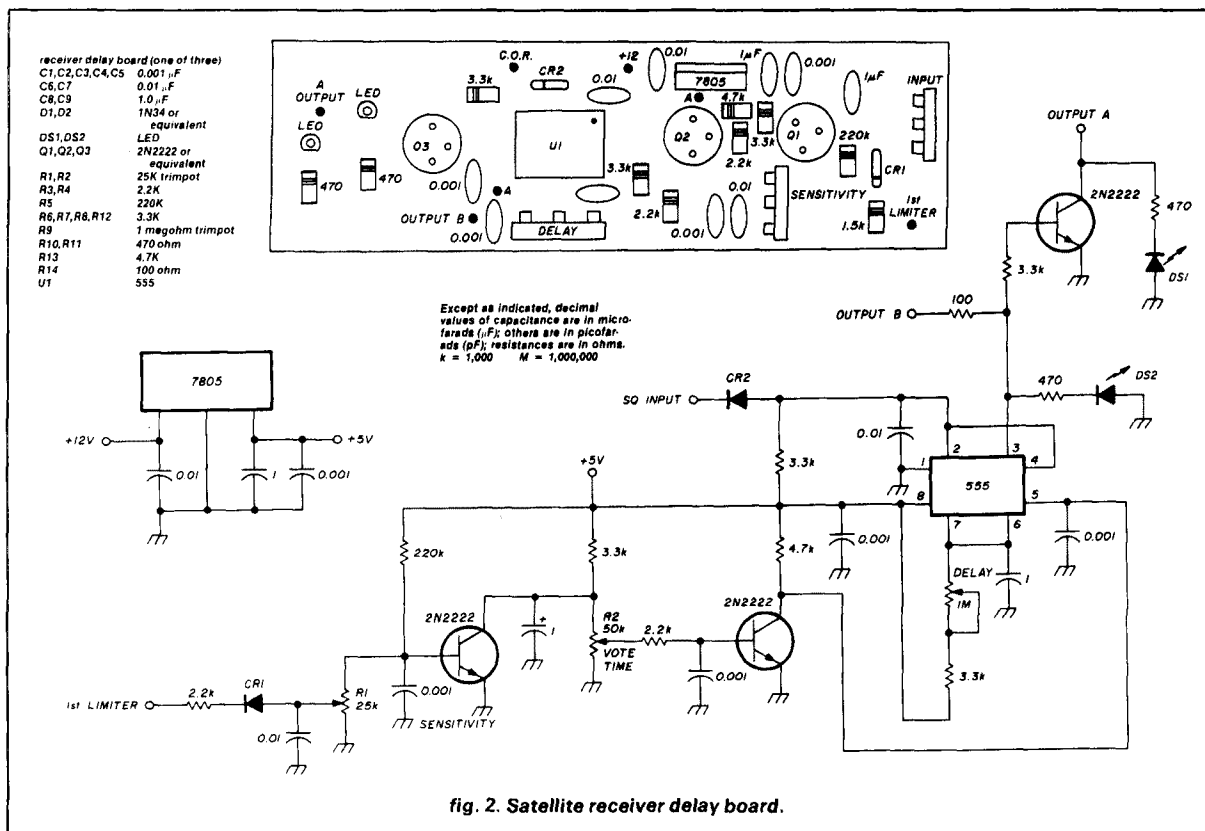 receiver delay board (one of three)
C1,C2,C3,C4,C5 0.001 µF
C6,C7 0.01 µF
C8,C9 1.0 µF
D1,D2 1N34 or
equivalent
DS1,DS2 LED
Q1,Q2,Q3 2N2222 or
equivalent
R1,R2 25K trimpot
R3,R4 2.2K
R5 220K
R6,R7,R8,R12 3.3K
R9 1 megohm trimpot
R10,R11 470 ohm
R13 4.7K
R14 100 ohm
U1 555
A
OUTPUT
LED
LED
470
470
3.3k
C.O.R.
CR2
+12
0.01
0.01
Q3
U1
0.001
A
OUTPUT B
0.001
DELAY
1µF
0.001
1µF
INPUT
7805
A
4.7k
Q2
2.2k
3.3k
Q1
220k
CR1
3.3k
2.2k
0.01
0.001
SENSITIVITY
1.5k
1st
LIMITER
Except as indicated, decimal
values of capacitance are in micro-
farads (µF); others are in picofar-
ads (pF); resistances are in ohms.
k = 1,000 M = 1,000,000
OUTPUT A
2N2222
470
DS1
3.3k
OUTPUT B
100
470
DS2
SQ INPUT
CR2
0.01
3.3k
1
2
3
4
555
8
7
6
5
0.001
0.001
DELAY
1M
1
3.3k
7805
+12V
+5V
0.01
1
0.001
+5V
220k
3.3k
4.7k
2N2222
+
1
R2
50k
VOTE
TIME
2.2k
0.001
2N2222
1st LIMITER
2.2k
CR1
0.01
R1
25k
0.001
SENSITIVITY
fig. 2. Satellite receiver delay board.